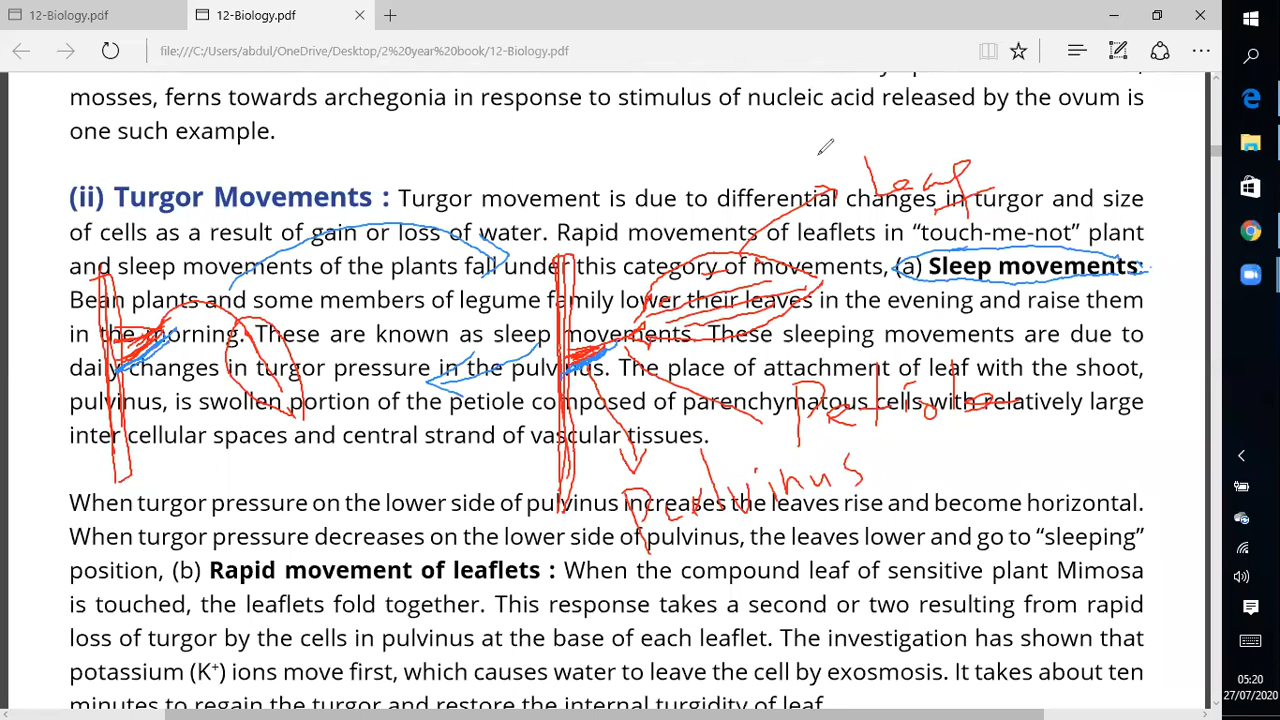 12-Biology.pdf
12-Biology.pdf
file:///C:/Users/abdul/OneDrive/Desktop/2%20year%20book/12-Biology.pdf
mosses, ferns towards archegonia in response to stimulus of nucleic acid released by the ovum is
one such example.
(ii) Turgor Movements : Turgor movement is due to differential changes in turgor and size
of cells as a result of gain or loss of water. Rapid movements of leaflets in “touch-me-not” plant
and sleep movements of the plants fall under this category of movements, (a) Sleep movements:
Bean plants and some members of legume family lower their leaves in the evening and raise them
in the morning. These are known as sleep movements. These sleeping movements are due to
daily changes in turgor pressure in the pulvinus. The place of attachment of leaf with the shoot,
pulvinus, is swollen portion of the petiole composed of parenchymatous cells with relatively large
inter cellular spaces and central strand of vascular tissues.
Leaf
Petiole
Pelvinus
When turgor pressure on the lower side of pulvinus increases the leaves rise and become horizontal.
When turgor pressure decreases on the lower side of pulvinus, the leaves lower and go to “sleeping”
position, (b) Rapid movement of leaflets : When the compound leaf of sensitive plant Mimosa
is touched, the leaflets fold together. This response takes a second or two resulting from rapid
loss of turgor by the cells in pulvinus at the base of each leaflet. The investigation has shown that
potassium (K+) ions move first, which causes water to leave the cell by exosmosis. It takes about ten
minutes to regain the turgor and restore the internal turgidity of leaf.
05:20
27/07/2020